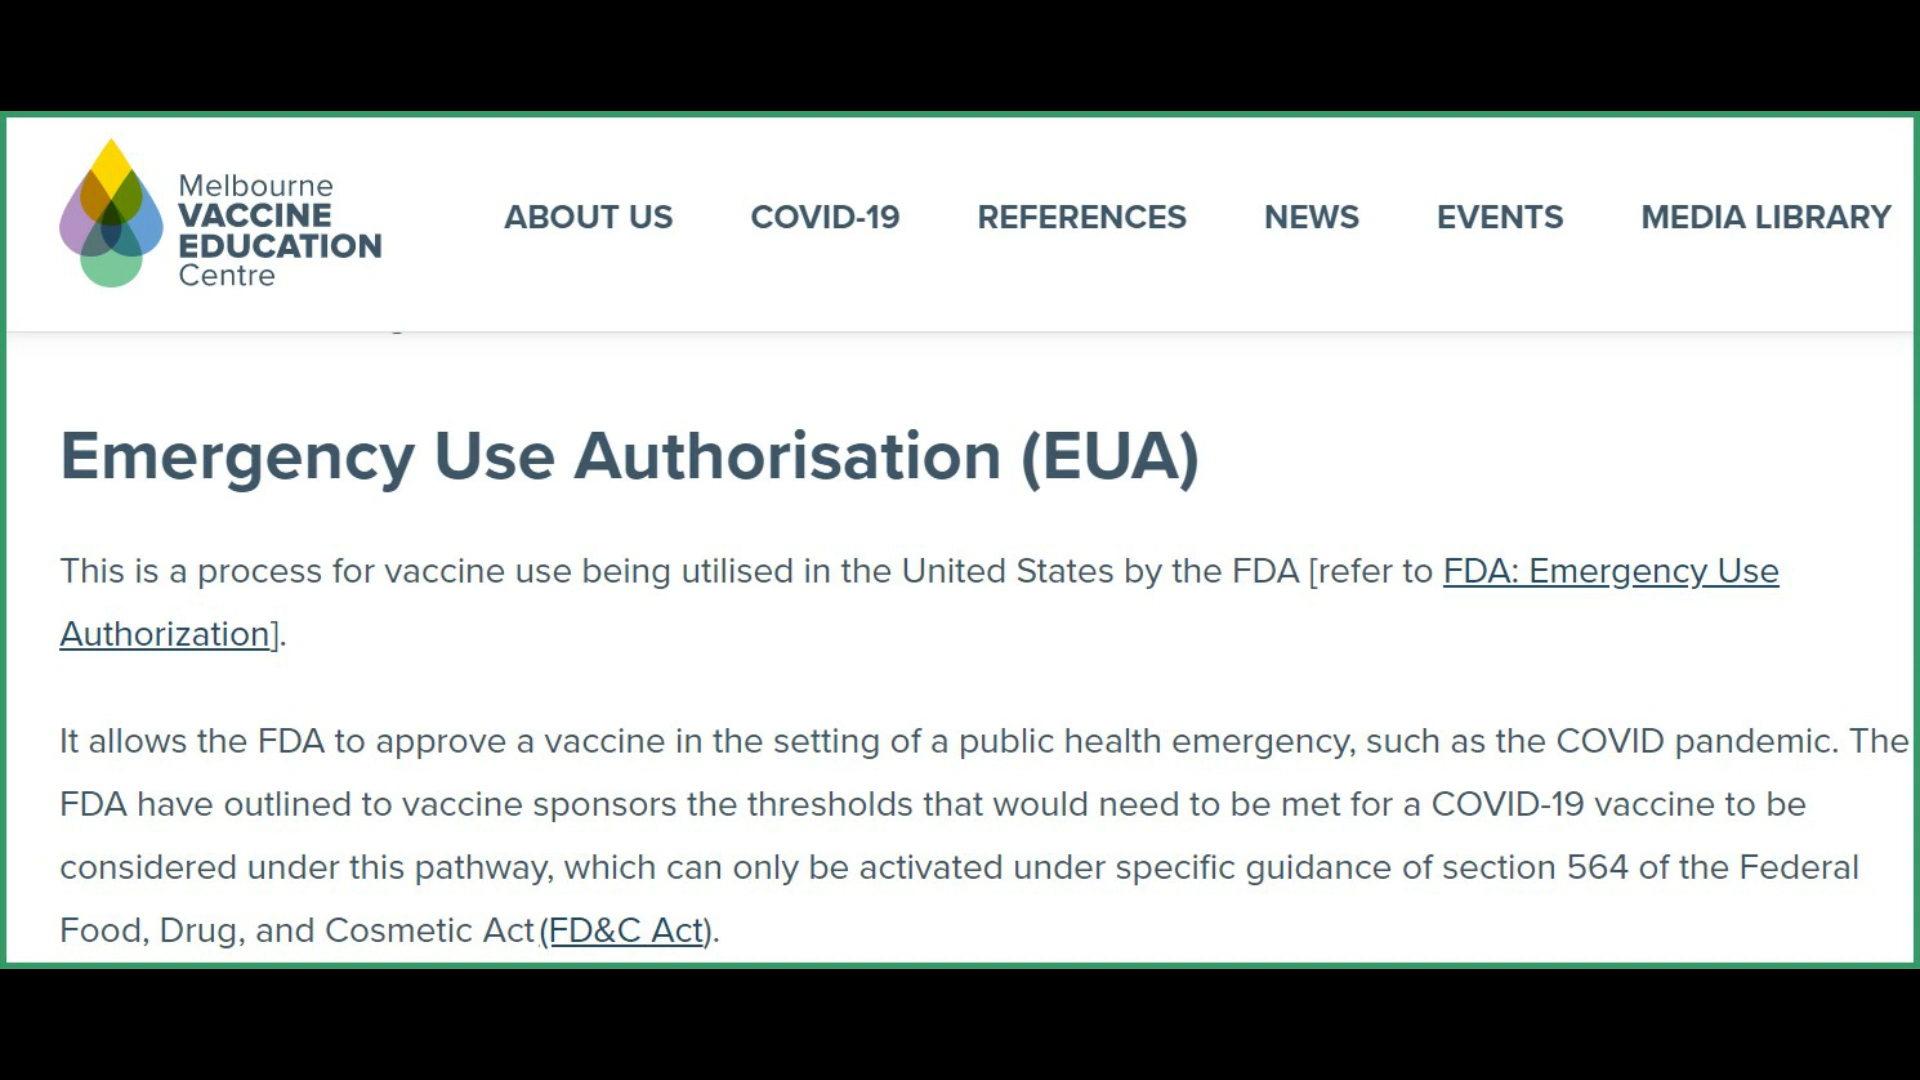 Melbourne
VACCINE
EDUCATION
Centre
ABOUT US
COVID-19
REFERENCES
NEWS
EVENTS
MEDIA LIBRARY
Emergency Use Authorisation (EUA)
This is a process for vaccine use being utilised in the United States by the FDA [refer to FDA: Emergency Use
Authorization].
It allows the FDA to approve a vaccine in the setting of a public health emergency, such as the COVID pandemic. The
FDA have outlined to vaccine sponsors the thresholds that would need to be met for a COVID-19 vaccine to be
considered under this pathway, which can only be activated under specific guidance of section 564 of the Federal
Food, Drug, and Cosmetic Act (FD&C Act).